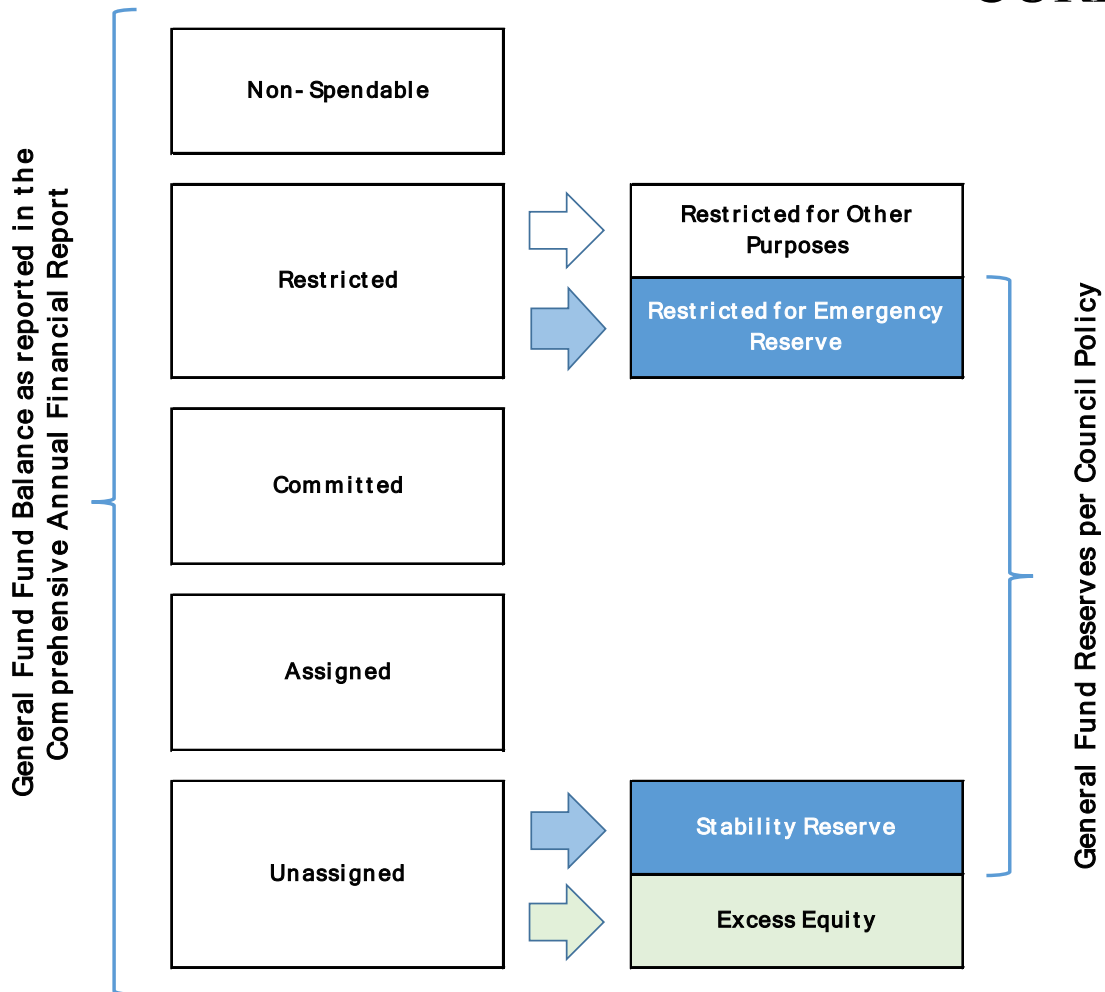 General Fund Fund Balance as reported in the
Comprehensive Annual Financial Report
Non-Spendable
Restricted
Committed
Assigned
Unassigned
Restricted for Other
Purposes
Restricted for Emergency
Reserve
Stability Reserve
Excess Equity
General Fund Reserves per Council Policy